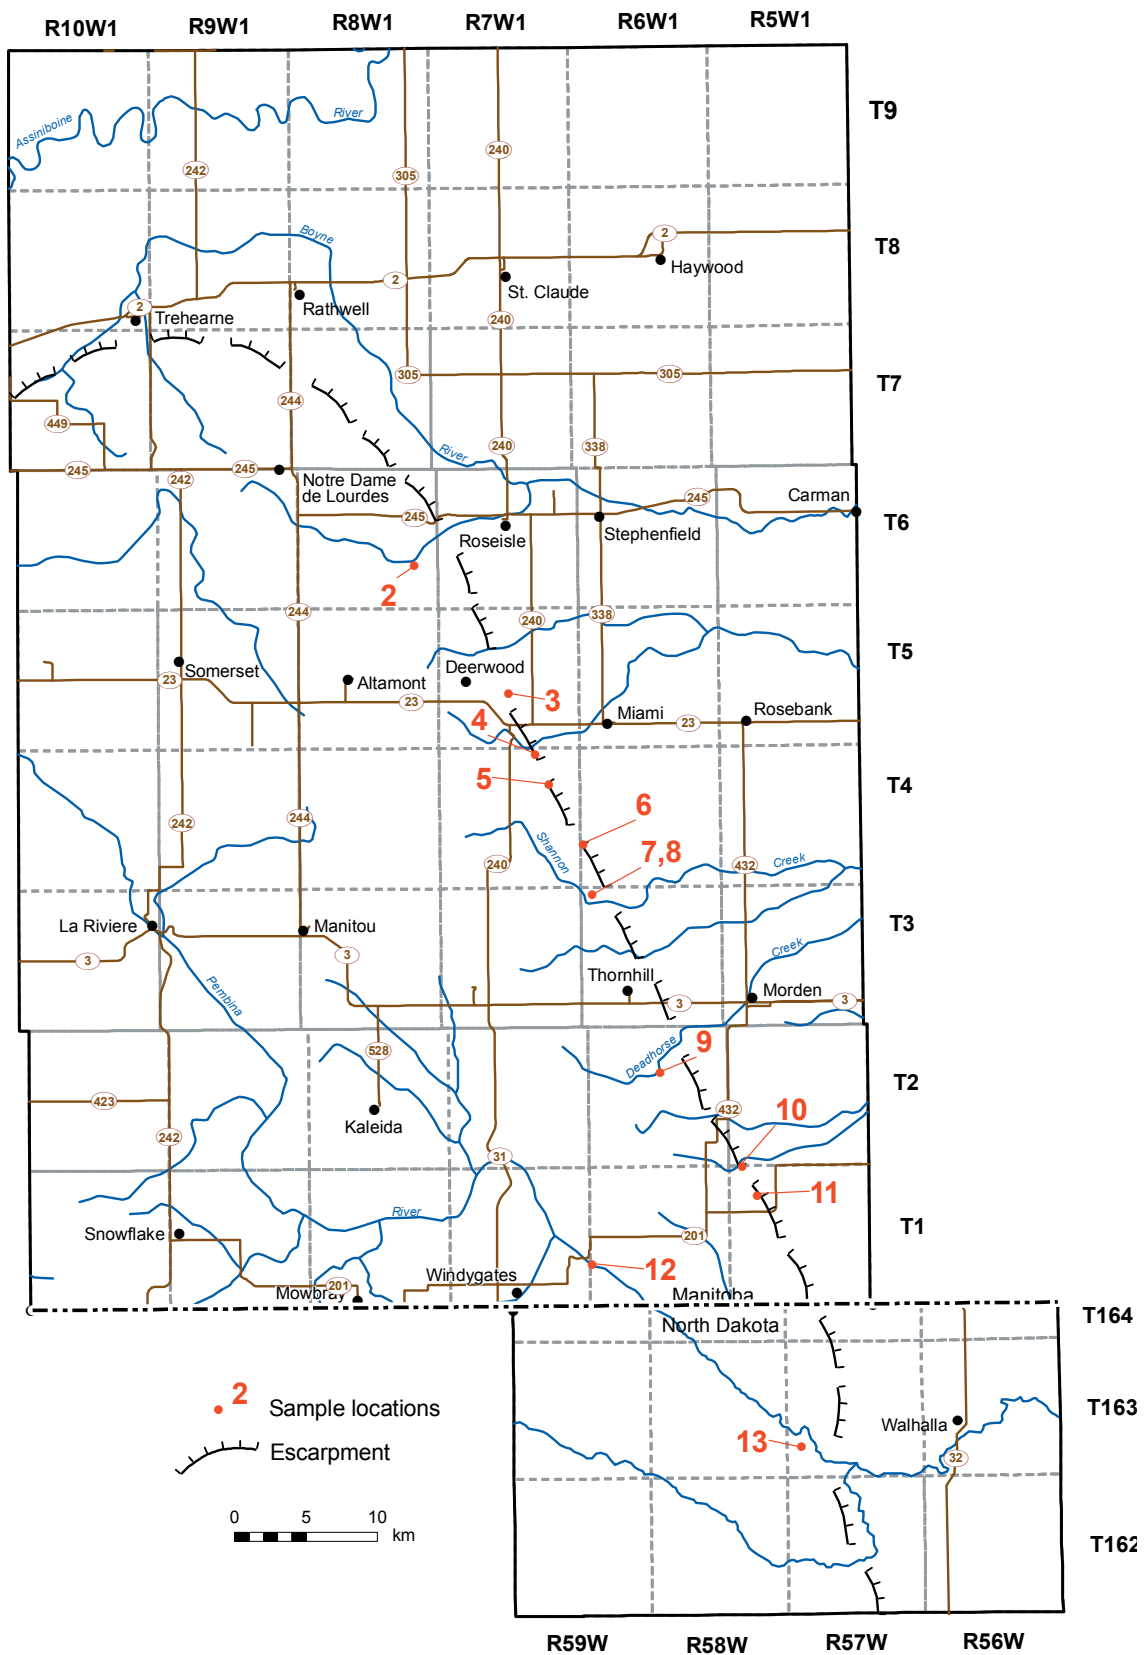 R10W1 R9W1 R8W1 R7W1 R6W1 R5W1
T9
Assiniboine
River
240
242
305
Boyne
2
T8
Haywood
2
St. Claude
Rathwell
2
Trehearne
240
305
305
T7
244
449
240
338
River
245
245
242
Notre Dame
de Lourdes
245
Carman
245
T6
Roseisle
Stephenfield
2
244
240
338
T5
Somerset
Deerwood
23
Altamont
23
3
4
Miami
23
Rosebank
5
T4
242
244
6
Shannon
7,8
240
432
Creek
La Riviere
Manitou
T3
Creek
3
3
Thornhill
Pembina
Morden
3
3
Deadhorse
9
528
T2
423
432
10
Kaleida
242
31
11
River
Snowflake
T1
201
12
Windygates
201
Mowbray
Manitoba
North Dakota
T164
2
Sample locations
T163
Walhalla
13
Escarpment
32
0 10
km
T162
R59W R58W R57W R56W